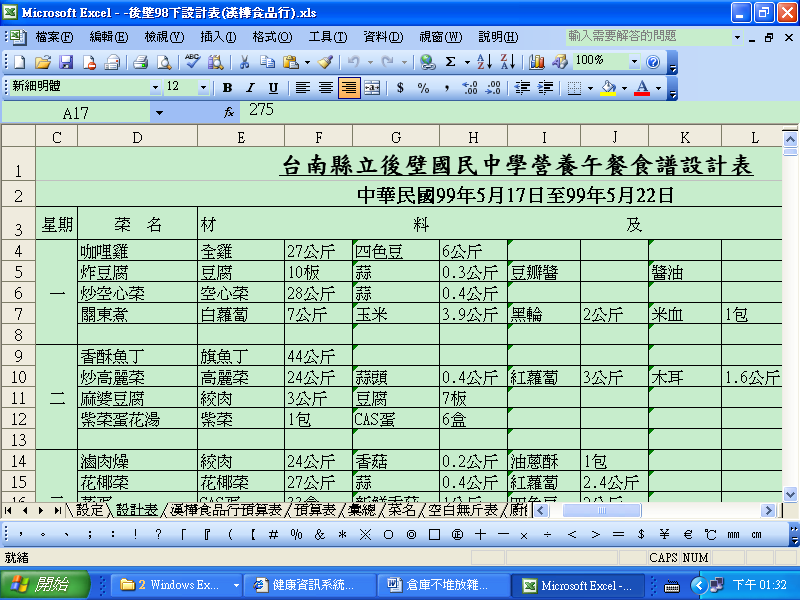 Microsoft Excel - -後壁98下設計表(漢樺食品行).xls
檔案(F) 編輯(E) 檢視(V) 插入(I) 格式(O) 工具(T) 資料(D) 視窗(W) 說明(H) 輸入需要解答的問題
100%
新細明體 12 B I U $ % ,
A17 fx 275
C D E F G H I J K L
1 台南縣立後壁國民中學營養午餐食譜設計表
2 中華民國99年5月17日至99年5月22日
3 星期 菜 名 材 料 及
4 咖哩雞 全雞 27公斤 四色豆 6公斤
5 炸豆腐 豆腐 10板 蒜 0.3公斤 豆瓣醬 醬油
6 一 炒空心菜 空心菜 28公斤 蒜 0.4公斤
7 關東煮 白蘿蔔 7公斤 玉米 3.9公斤 黑輪 2公斤 米血 1包
8
9 香酥魚丁 旗魚丁 44公斤
10 炒高麗菜 高麗菜 24公斤 蒜頭 0.4公斤 紅蘿蔔 3公斤 木耳 1.6公斤
11 二 麻婆豆腐 絞肉 3公斤 豆腐 7板
12 紫菜蛋花湯 紫菜 1包 CAS蛋 6盒
13
14 滷肉燥 絞肉 24公斤 香菇 0.2公斤 油蔥酥 1包
15 花椰菜 花椰菜 27公斤 蒜 0.4公斤 紅蘿蔔 2.4公斤
設定 設計表 漢樺食品行預算表 預算表 彙總 菜名 空白無斤表
, 。 、 ; : ! ? 『 』 ( [ # % & * ※ ○ ◎ □ ㊣ + - × ÷ < > = $ ¥ € ℃ mm cm
就緒 CAPS NUM
開始 2 Windows Ex... 健康資訊系統... 倉庫不堆放雜... Microsoft Excel -... 下午 01:32